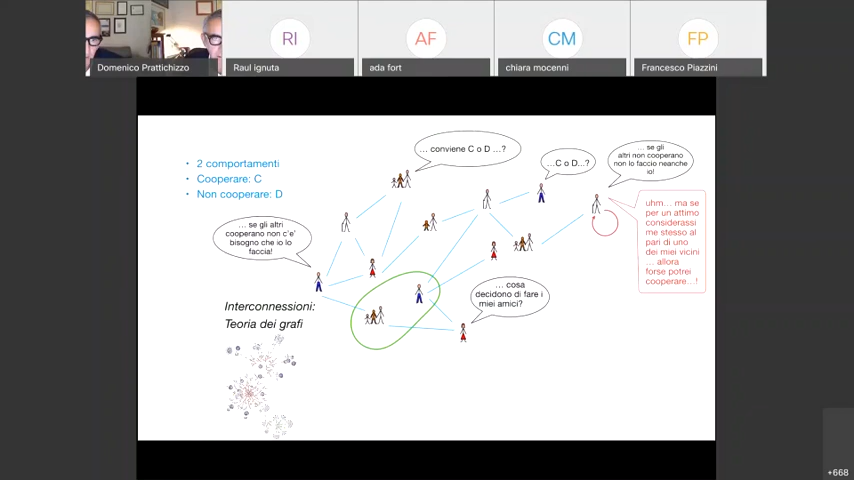 RI
AF
CM
FP
Domenico Prattichizzo
Raul ignuta
ada fort
chiara mocenni
Francesco Piazzini
• 2 comportamenti
• Cooperare: C
• Non cooperare: D
... conviene C o D ...?
...C o D...?
... se gli
altri non cooperano
non lo faccio neanche
io!
uhm... ma se
per un attimo
considerassi
me stesso al
pari di uno
dei miei vicini
... allora
forse potrei
cooperare...!
... se gli altri
cooperano non c'e'
bisogno che io lo
faccia!
... cosa
decidono di fare i
miei amici?
Interconnessioni:
Teoria dei grafi
+668